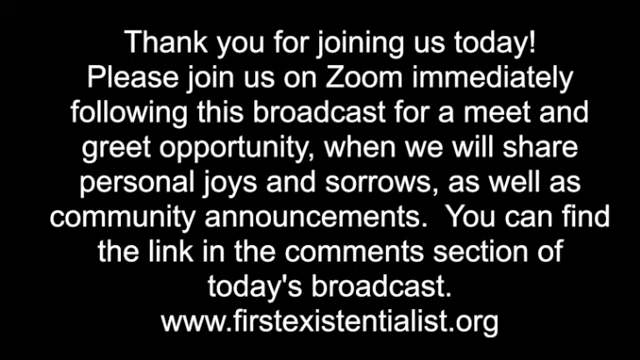 Thank you for joining us today!
Please join us on Zoom immediately
following this broadcast for a meet and
greet opportunity, when we will share
personal joys and sorrows, as well as
community announcements.  You can find
the link in the comments section of
today's broadcast.
www.firstexistentialist.org